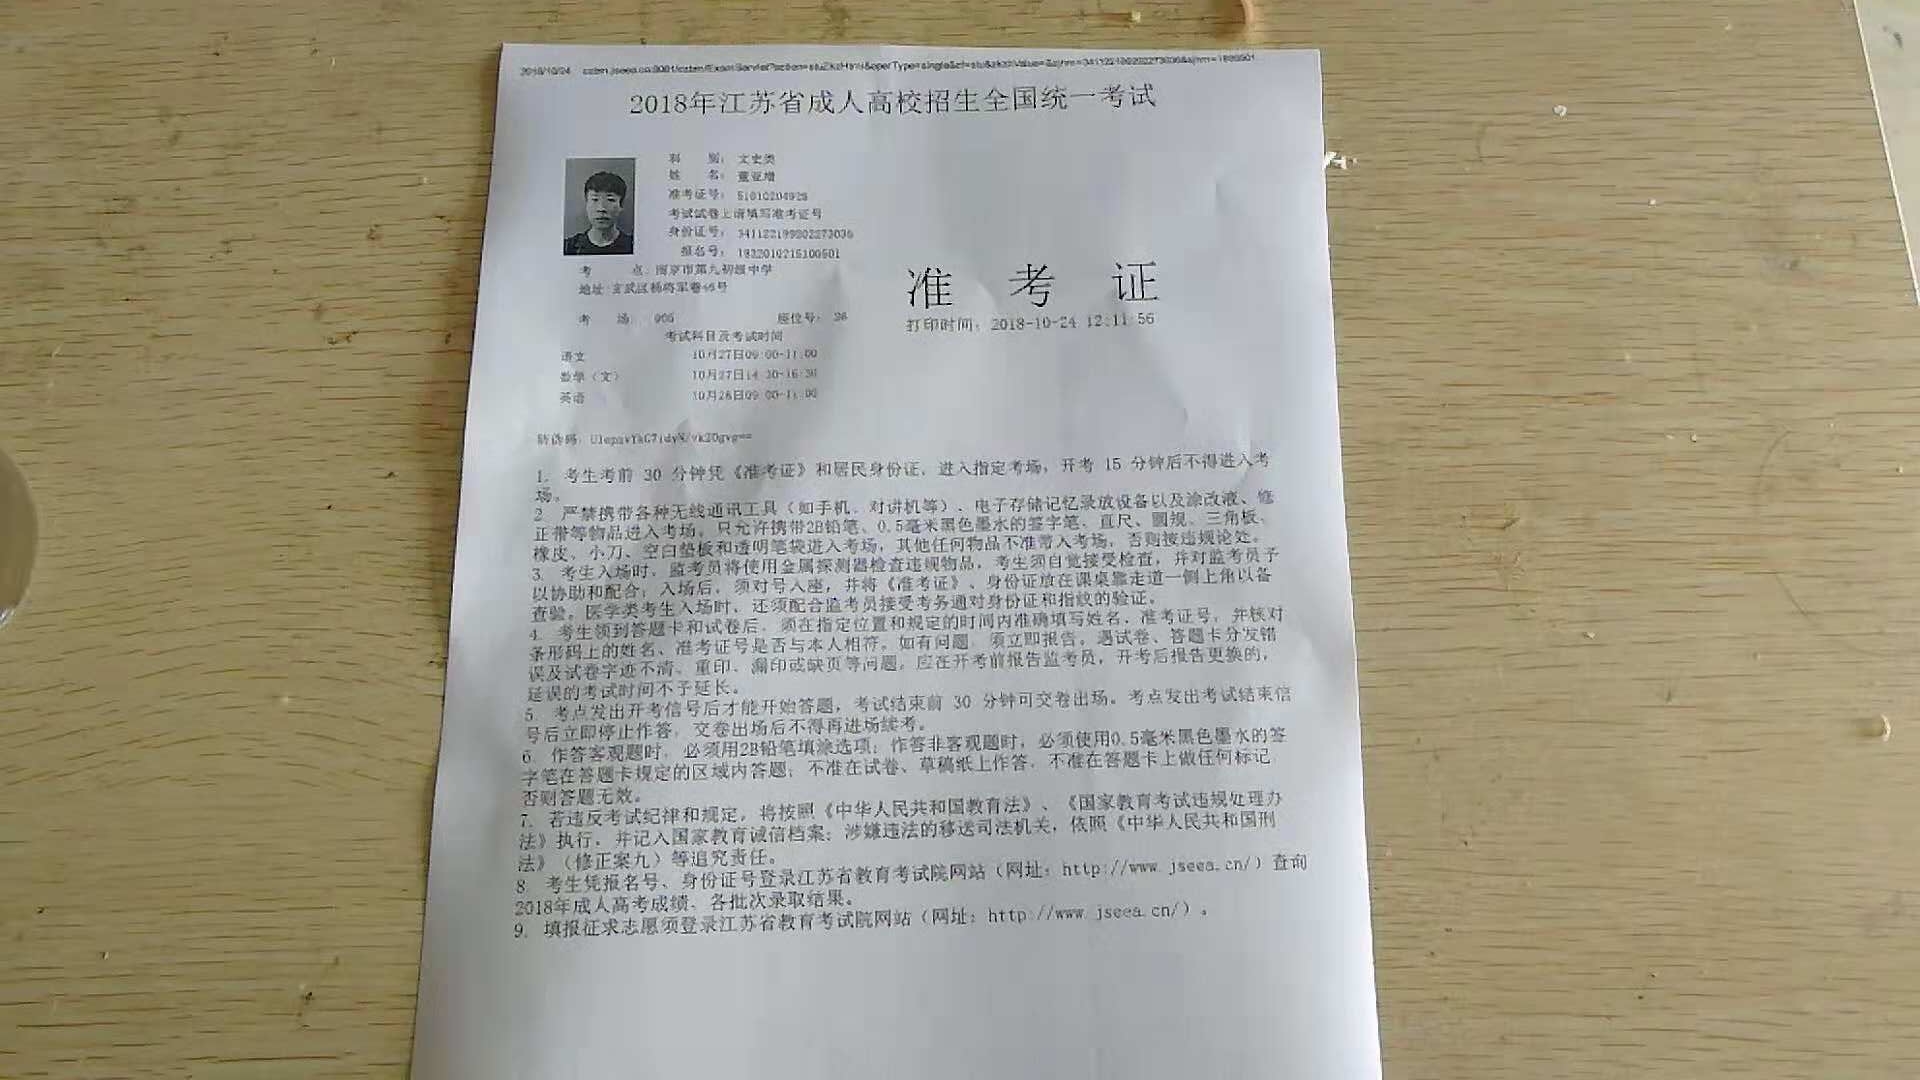 2018/10/24
2018年江苏省成人高校招生全国统一考试
科 别: 文史类
姓 名: 董亚增
准考证号:
考试试卷上请填写准考证号
身份证号:
报名号:
考 点: 南京市第九初级中学
地址:玄武区杨将军巷46号
准 考 证
考 场: 座位号:
打印时间: 2018-10-24 12:11:56
考试科目及考试时间
语文 10月27日09:00-11:00
数学(文) 10月27日14:30-16:30
英语 10月28日09:00-11:00
防伪码:
1. 考生考前 30 分钟凭《准考证》和居民身份证，进入指定考场，开考 15 分钟后不得进入考
场。
2. 严禁携带各种无线通讯工具（如手机、对讲机等）、电子存储记忆录放设备以及涂改液、修
正带等物品进入考场。只允许携带2B铅笔、0.5毫米黑色墨水的签字笔、直尺、圆规、三角板、
橡皮、小刀、空白垫板和透明笔袋进入考场，其他任何物品不准带入考场，否则按违规论处。
3. 考生入场时，监考员将使用金属探测器检查违规物品，考生须自觉接受检查，并对监考员予
以协助和配合；入场后，须对号入座，并将《准考证》、身份证放在课桌靠走道一侧上角以备
查验。医学类考生入场时，还须配合监考员接受考务通对身份证和指纹的验证。
4. 考生领到答题卡和试卷后，须在指定位置和规定的时间内准确填写姓名、准考证号，并核对
条形码上的姓名、准考证号是否与本人相符，如有问题，须立即报告。遇试卷、答题卡分发错
误及试卷字迹不清、重印、漏印或缺页等问题，应在开考前报告监考员，开考后报告更换的，
延误的考试时间不予延长。
5. 考点发出开考信号后才能开始答题，考试结束前 30 分钟可交卷出场。考点发出考试结束信
号后立即停止作答，交卷出场后不得再进场续考。
6. 作答客观题时，必须用2B铅笔填涂选项；作答非客观题时，必须使用0.5毫米黑色墨水的签
字笔在答题卡规定的区域内答题；不准在试卷、草稿纸上作答，不准在答题卡上做任何标记，
否则答题无效。
7. 若违反考试纪律和规定，将按照《中华人民共和国教育法》、《国家教育考试违规处理办
法》执行，并记入国家教育诚信档案；涉嫌违法的移送司法机关，依照《中华人民共和国刑
法》（修正案九）等追究责任。
8. 考生凭报名号、身份证号登录江苏省教育考试院网站（网址：http://www.jseea.cn/）查询
2018年成人高考成绩、各批次录取结果。
9. 填报征求志愿须登录江苏省教育考试院网站（网址：http://www.jseea.cn/）。